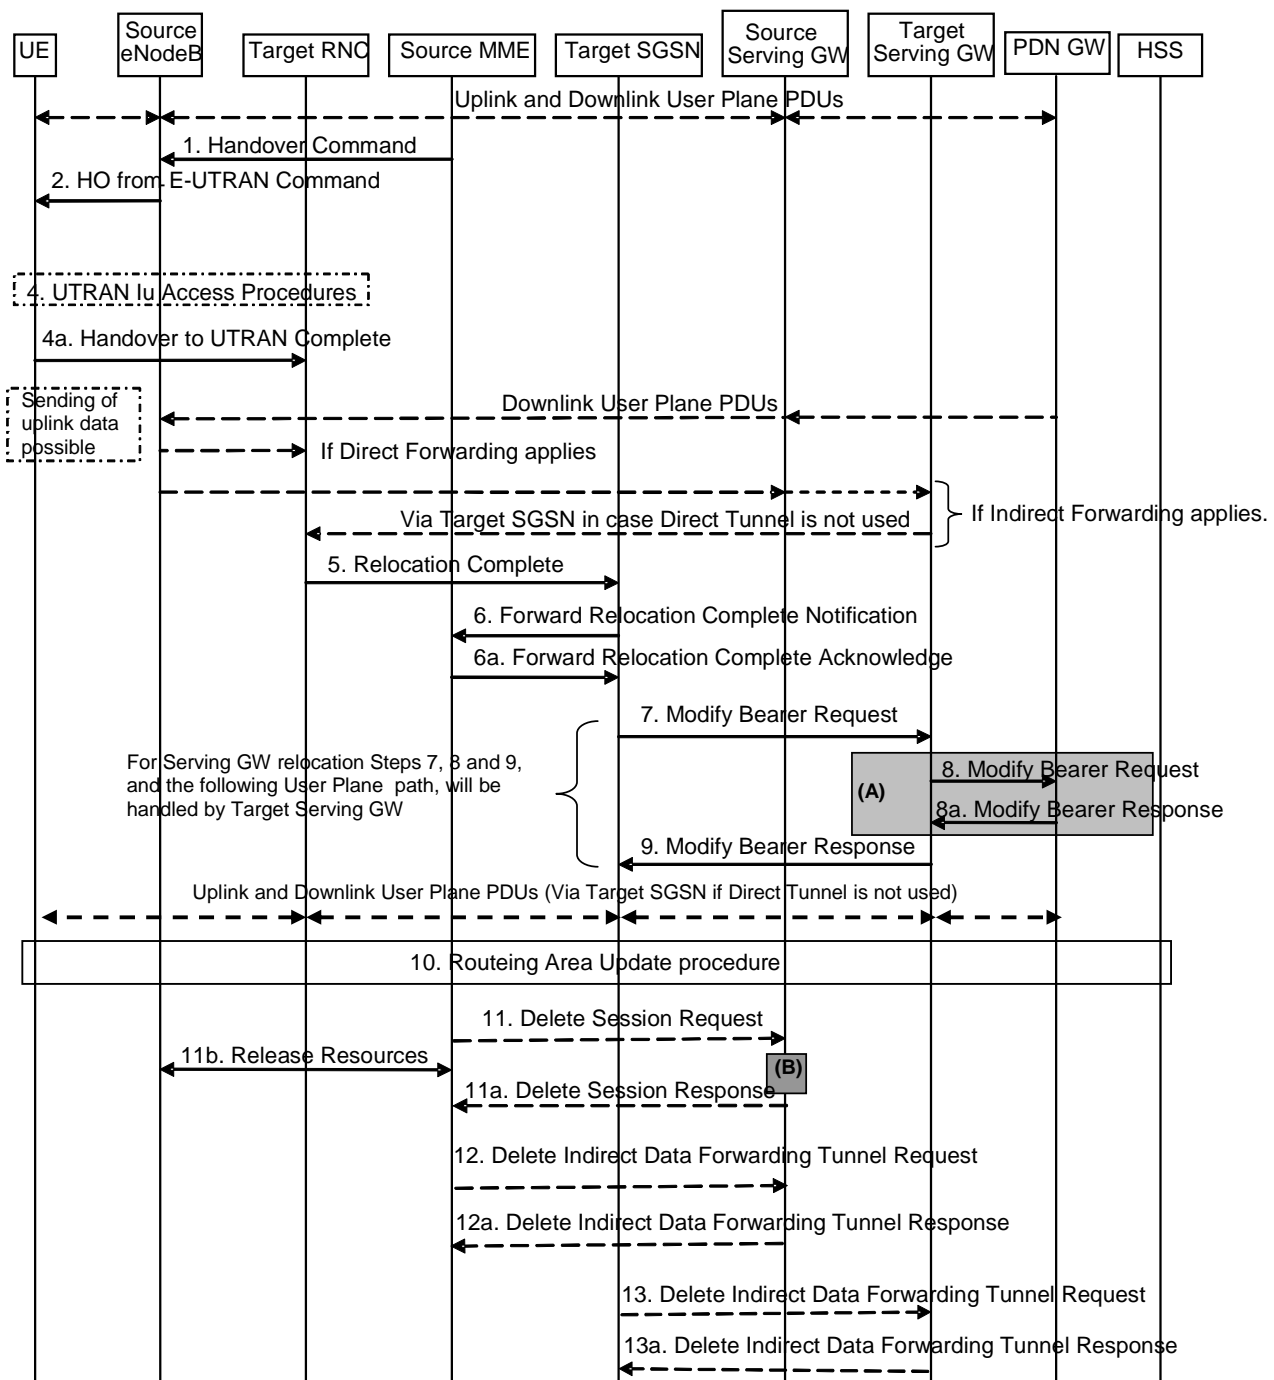 UE
Source
eNodeB
Target RNC
Source MME
Target SGSN
Source
Serving GW
Target
Serving GW
PDN GW
HSS
Uplink and Downlink User Plane PDUs
1. Handover Command
2. HO from E-UTRAN Command
4. UTRAN Iu Access Procedures
4a. Handover to UTRAN Complete
Sending of
uplink data
possible
Downlink User Plane PDUs
If Direct Forwarding applies
Via Target SGSN in case Direct Tunnel is not used
If Indirect Forwarding applies.
5. Relocation Complete
6. Forward Relocation Complete Notification
6a. Forward Relocation Complete Acknowledge
7. Modify Bearer Request
For Serving GW relocation Steps 7, 8 and 9,
and the following User Plane path, will be
handled by Target Serving GW
(A)
8. Modify Bearer Request
8a. Modify Bearer Response
9. Modify Bearer Response
Uplink and Downlink User Plane PDUs (Via Target SGSN if Direct Tunnel is not used)
10. Routeing Area Update procedure
11. Delete Session Request
11b. Release Resources
(B)
11a. Delete Session Response
12. Delete Indirect Data Forwarding Tunnel Request
12a. Delete Indirect Data Forwarding Tunnel Response
13. Delete Indirect Data Forwarding Tunnel Request
13a. Delete Indirect Data Forwarding Tunnel Response